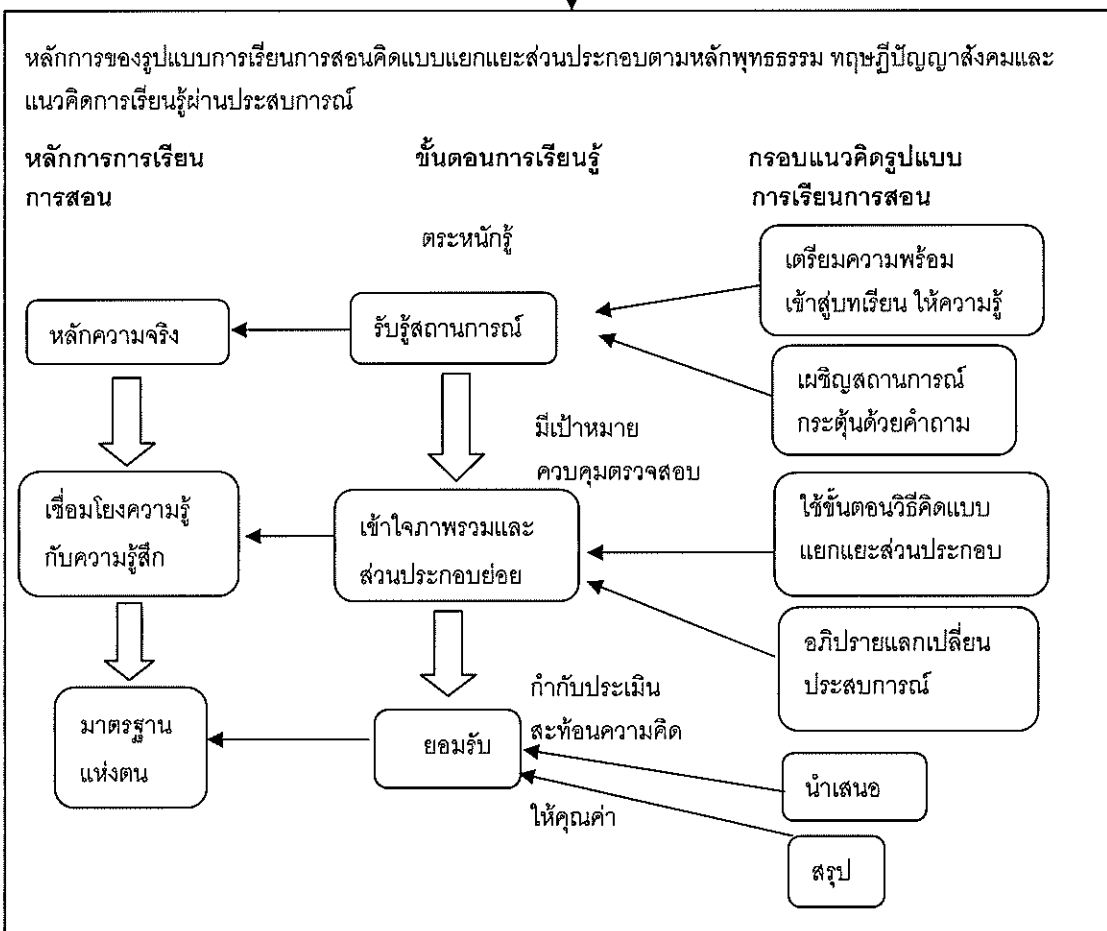 หลักการของรูปแบบการเรียนการสอนคิดแบบแยกแยะส่วนประกอบตามหลักพุทธธรรม ทฤษฎีปัญญาสังคมและ
แนวคิดการเรียนรู้ผ่านประสบการณ์
หลักการการเรียน
การสอน
ขั้นตอนการเรียนรู้
กรอบแนวคิดรูปแบบ
การเรียนการสอน
ตระหนักรู้
เตรียมความพร้อม
เข้าสู่บทเรียน ให้ความรู้
หลักความจริง
รับรู้สถานการณ์
เผชิญสถานการณ์
กระตุ้นด้วยคำถาม
มีเป้าหมาย
ควบคุมตรวจสอบ
เชื่อมโยงความรู้
กับความรู้สึก
เข้าใจภาพรวมและ
ส่วนประกอบย่อย
ใช้ขั้นตอนวิธีคิดแบบ
แยกแยะส่วนประกอบ
อภิปรายแลกเปลี่ยน
ประสบการณ์
กำกับประเมิน
สะท้อนความคิด
มาตรฐาน
แห่งตน
ยอมรับ
นำเสนอ
ให้คุณค่า
สรุป